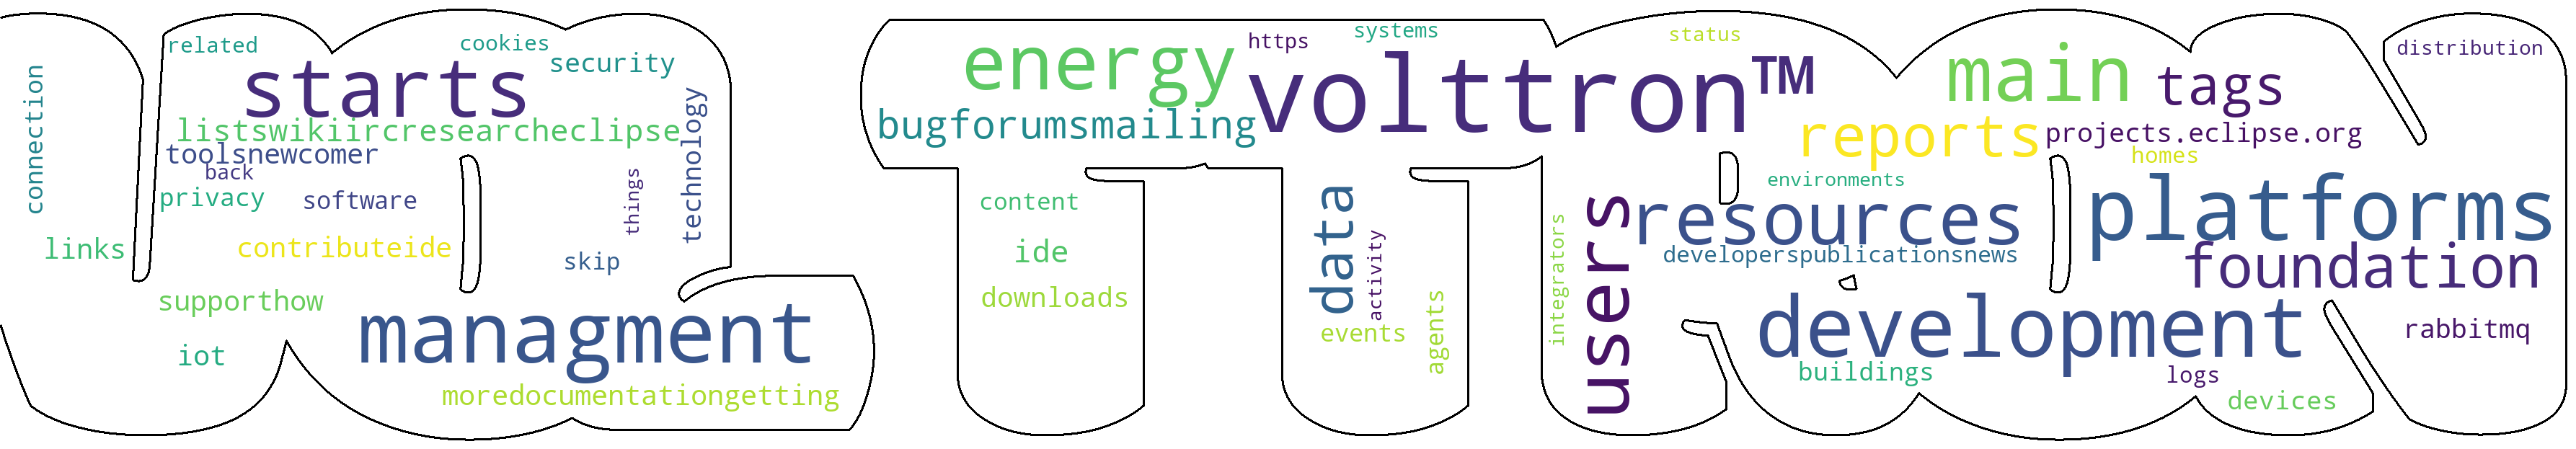 related
cookies
security
starts
connection
listswikiircresearcheclipse
toolsnewcomer
back
technology
things
privacy
software
links
contributeide
skip
supporthow
managment
iot
moredocumentationgetting
energy
https
systems
volttron™
bugforumsmailing
content
ide
downloads
data
activity
events
agents
integrators
users
status
main
tags
distribution
reports
projects.eclipse.org
homes
environments
resources
platforms
developerspublicationsnews
foundation
development
rabbitmq
buildings
logs
devices